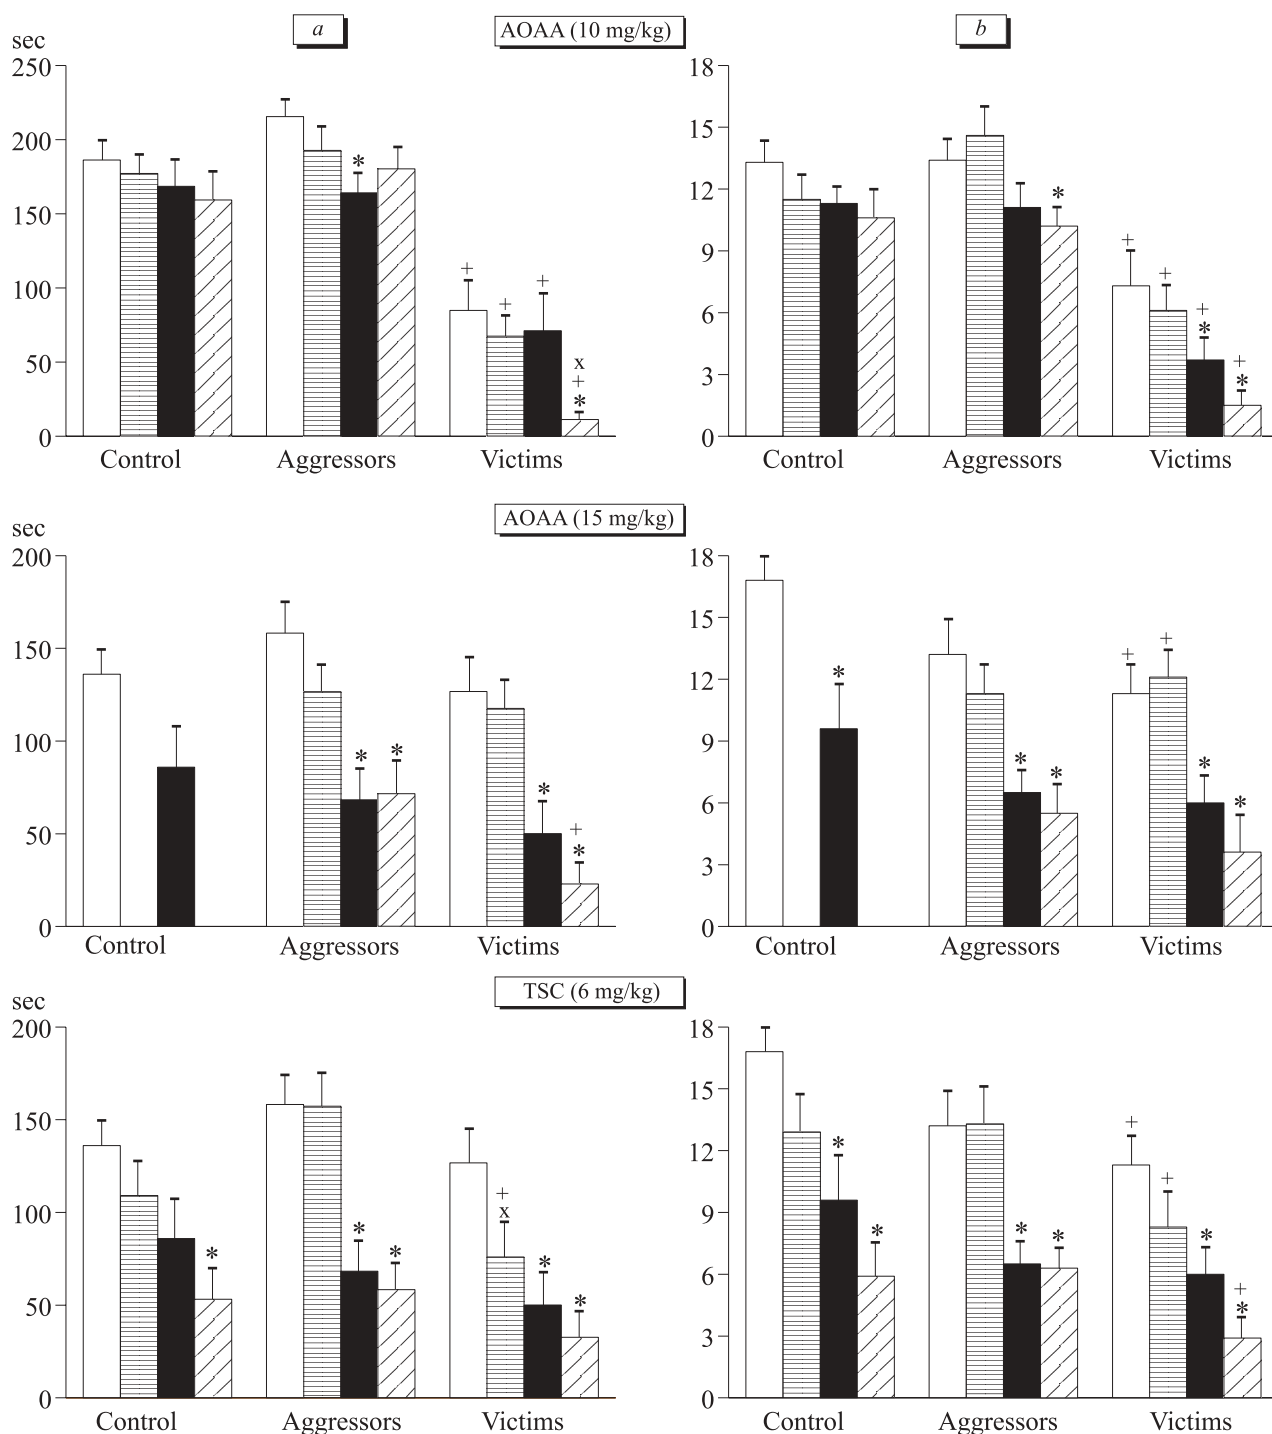 a
AOAA (10 mg/kg)
b
sec
250
200
150
100
50
0
+
+
+
*
x
+
*
Control
Aggressors
Victims
18
15
12
9
6
3
0
*
+
+
+
*
+
*
Control
Aggressors
Victims
AOAA (15 mg/kg)
sec
200
150
100
50
0
*
*
*
+
*
Control
Aggressors
Victims
18
15
12
9
6
3
0
*
*
*
+
+
*
*
Control
Aggressors
Victims
TSC (6 mg/kg)
sec
200
150
100
50
0
*
*
*
+
x
*
*
Control
Aggressors
Victims
18
15
12
9
6
3
0
*
*
*
*
+
+
*
+
*
Control
Aggressors
Victims